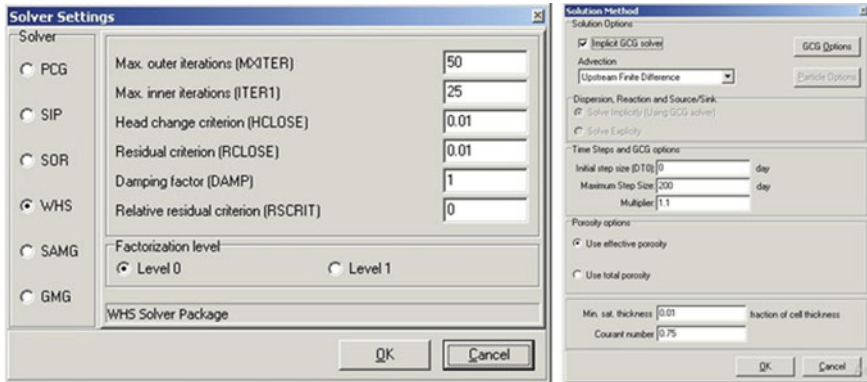 Solver Settings
Solver
PCG
SIP
SOR
WHS
SAMG
GMG
Max. outer iterations (MXITER) 50
Max. inner iterations (ITER1) 25
Head change criterion (HCLOSE) 0.01
Residual criterion (RCLOSE) 0.01
Damping factor (DAMP) 1
Relative residual criterion (RSCRIT) 0
Factorization level
Level 0 Level 1
WHS Solver Package
OK Cancel
Solution Method
Solution Options
Implicit GCG solver GCG Options
Advection
Upstream Finite Difference Particle Options
Dispersion, Reaction and Source/Sink
Solve Implicitly (Using GCG solver)
Solve Explicitly
Time Steps and GCG options
Initial step size (DT0): 0 day
Maximum Step Size: 200 day
Multiplier: 1.1
Porosity options
Use effective porosity
Use total porosity
Min. sat. thickness 0.01 fraction of cell thickness
Courant number 0.75
OK Cancel